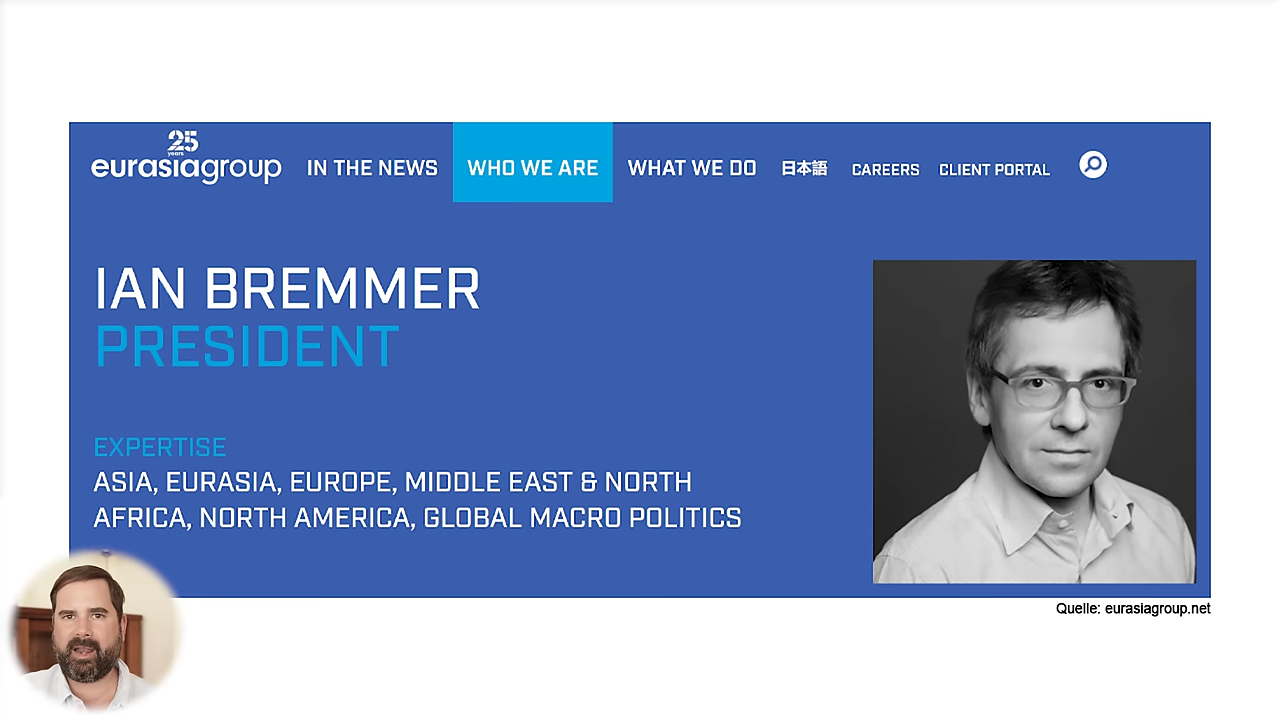 25
years
eurasiagroup
IN THE NEWS
WHO WE ARE
WHAT WE DO
日本語
CAREERS
CLIENT PORTAL
IAN BREMMER
PRESIDENT
EXPERTISE
ASIA, EURASIA, EUROPE, MIDDLE EAST & NORTH
AFRICA, NORTH AMERICA, GLOBAL MACRO POLITICS
Quelle: eurasiagroup.net